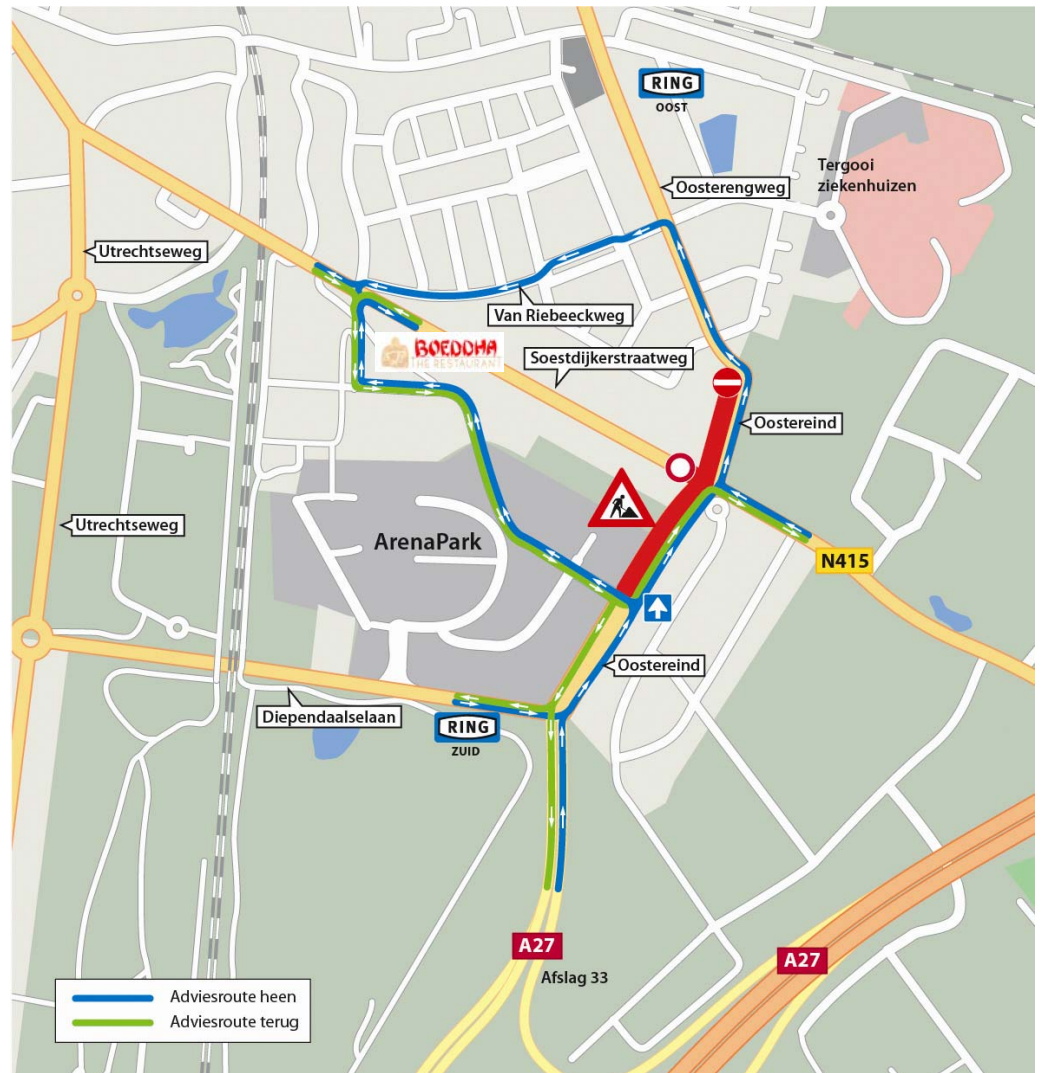 RING
OOST
Tergooi
ziekenhuizen
Oosterengweg
Utrechtseweg
Van Riebeeckweg
BOEDDHA
THE RESTAURANT
Soestdijkerstraatweg
Oostereind
Utrechtseweg
ArenaPark
N415
Oostereind
Diependaalselaan
RING
ZUID
A27
A27
Afslag 33
Adviesroute heen
Adviesroute terug